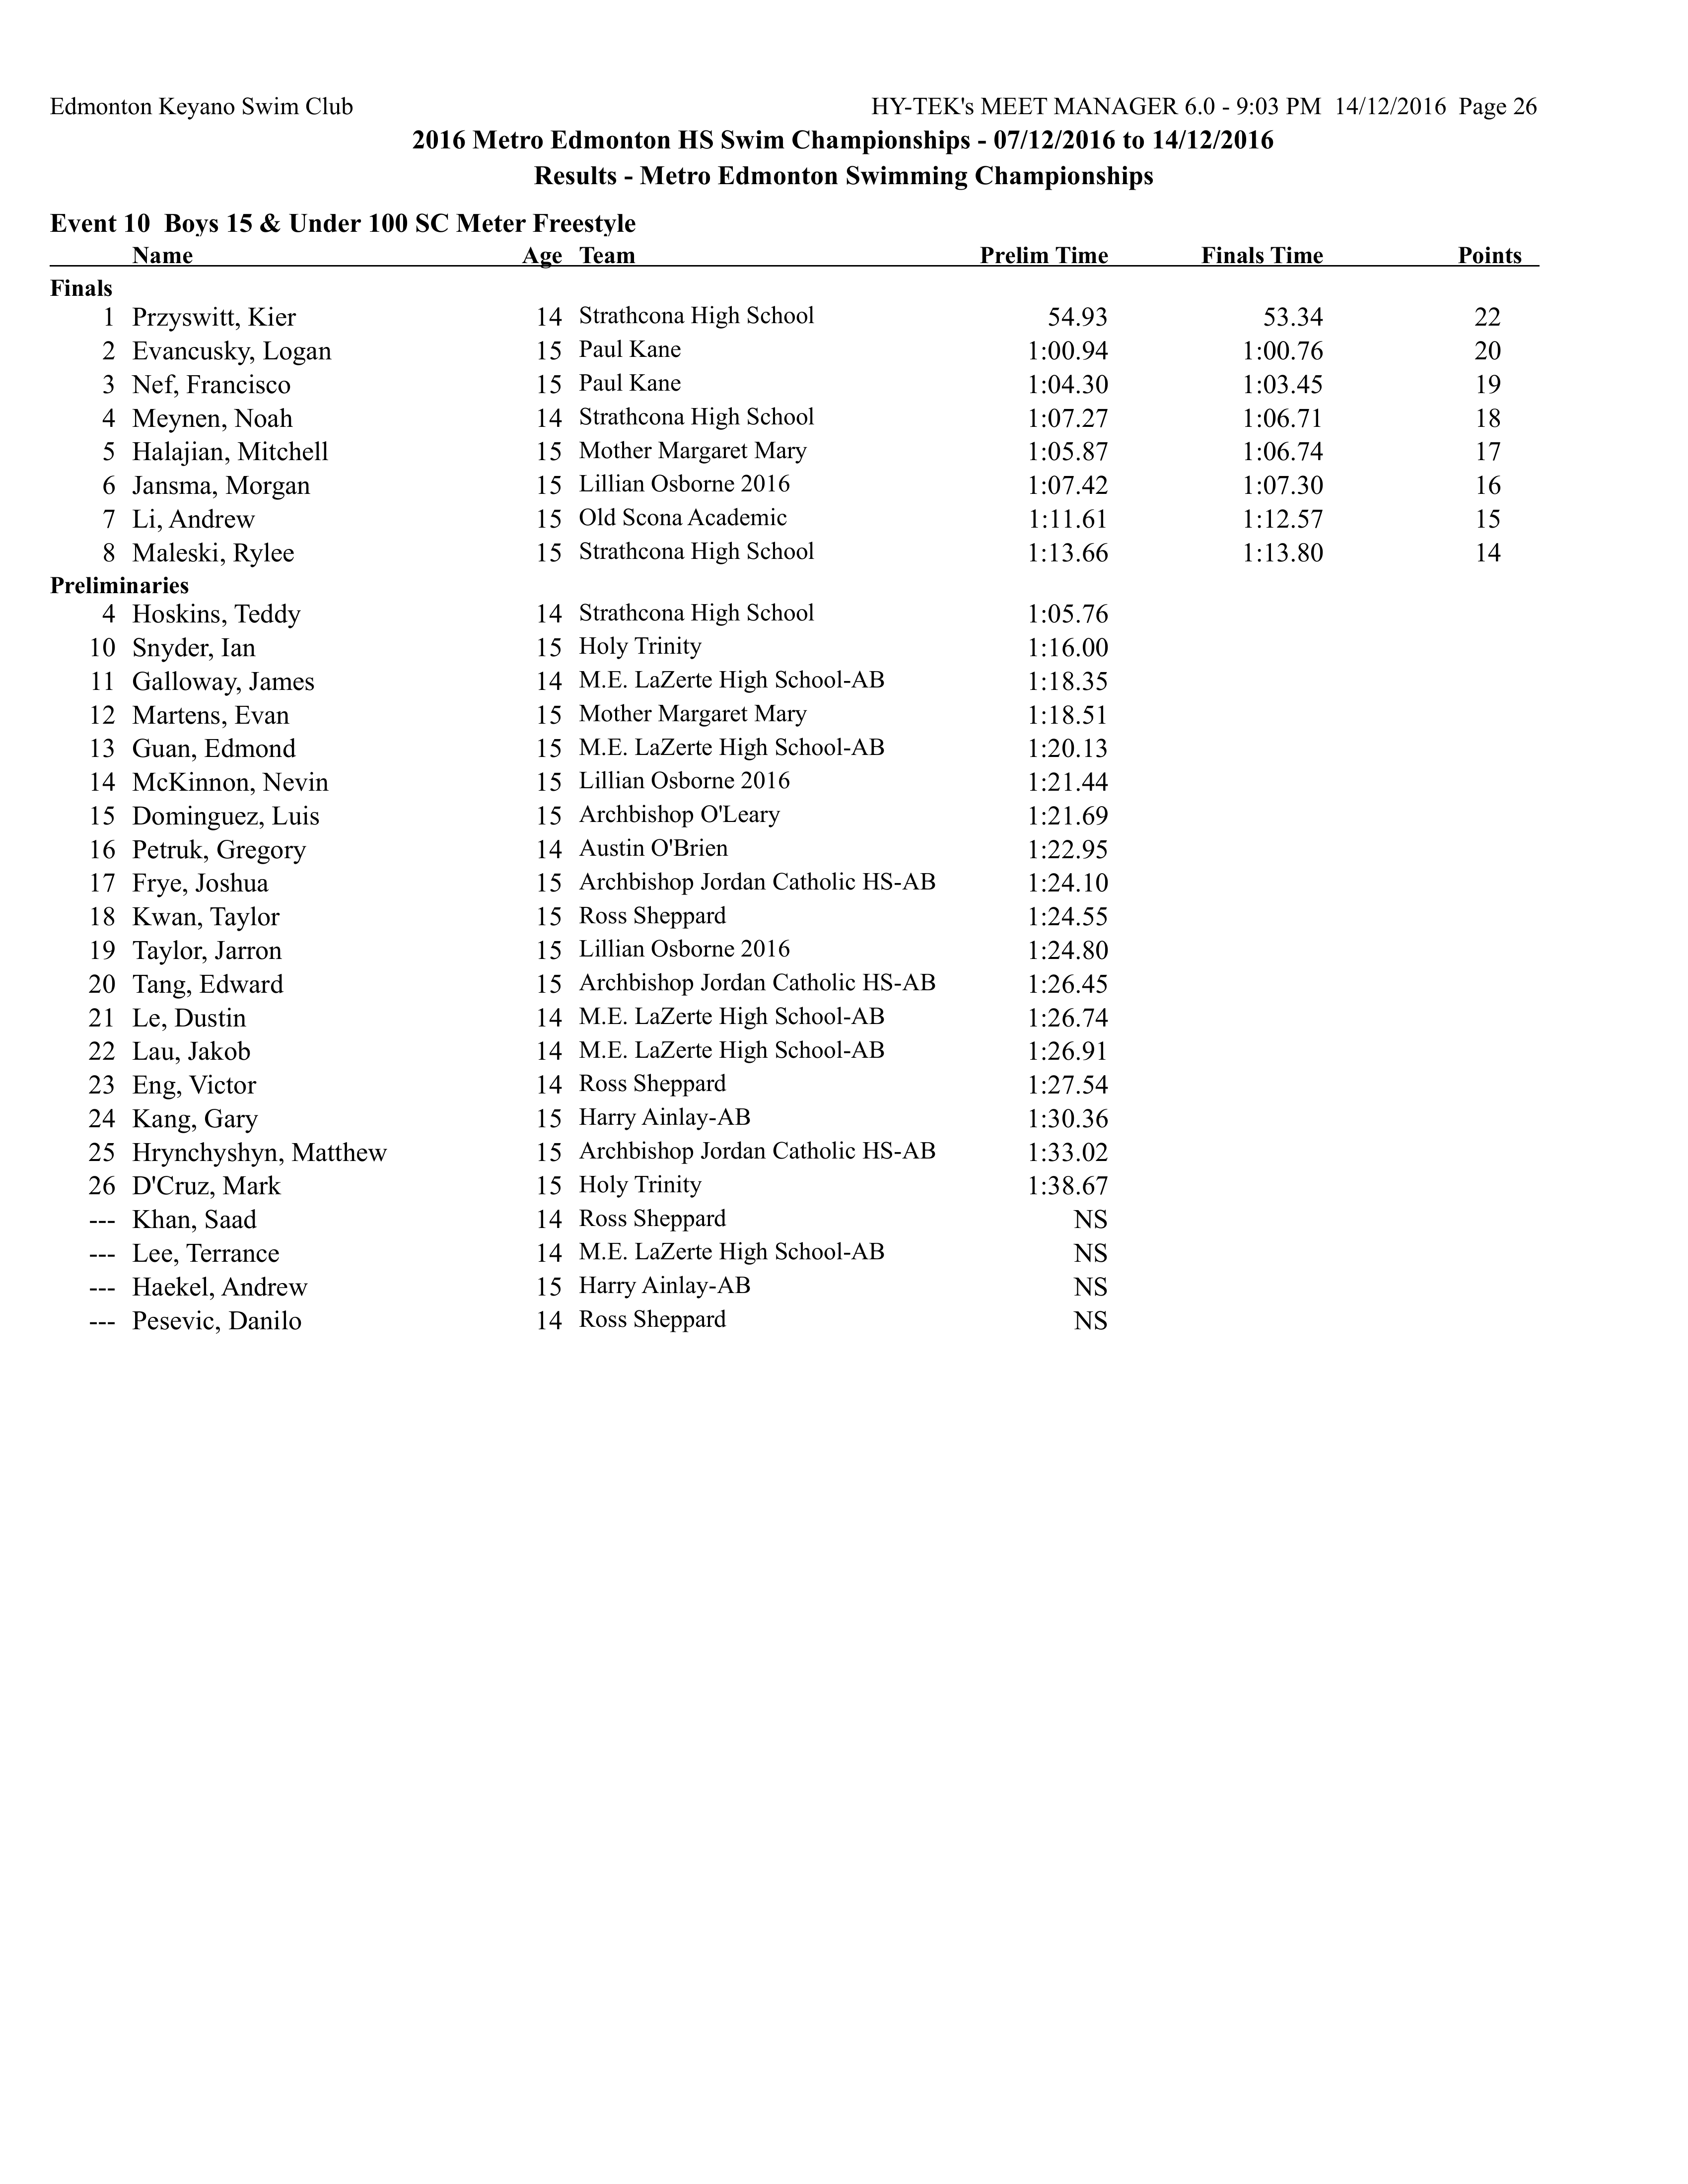 Edmonton Keyano Swim Club HY-TEK's MEET MANAGER 6.0 - 9:03 PM 14/12/2016 Page 26
2016 Metro Edmonton HS Swim Championships - 07/12/2016 to 14/12/2016
Results - Metro Edmonton Swimming Championships
Event 10 Boys 15 & Under 100 SC Meter Freestyle
Name Age Team Prelim Time Finals Time Points
Finals
1 Przyswitt, Kier 14 Strathcona High School 54.93 53.34 22
2 Evancusky, Logan 15 Paul Kane 1:00.94 1:00.76 20
3 Nef, Francisco 15 Paul Kane 1:04.30 1:03.45 19
4 Meynen, Noah 14 Strathcona High School 1:07.27 1:06.71 18
5 Halajian, Mitchell 15 Mother Margaret Mary 1:05.87 1:06.74 17
6 Jansma, Morgan 15 Lillian Osborne 2016 1:07.42 1:07.30 16
7 Li, Andrew 15 Old Scona Academic 1:11.61 1:12.57 15
8 Maleski, Rylee 15 Strathcona High School 1:13.66 1:13.80 14
Preliminaries
4 Hoskins, Teddy 14 Strathcona High School 1:05.76
10 Snyder, Ian 15 Holy Trinity 1:16.00
11 Galloway, James 14 M.E. LaZerte High School-AB 1:18.35
12 Martens, Evan 15 Mother Margaret Mary 1:18.51
13 Guan, Edmond 15 M.E. LaZerte High School-AB 1:20.13
14 McKinnon, Nevin 15 Lillian Osborne 2016 1:21.44
15 Dominguez, Luis 15 Archbishop O'Leary 1:21.69
16 Petruk, Gregory 14 Austin O'Brien 1:22.95
17 Frye, Joshua 15 Archbishop Jordan Catholic HS-AB 1:24.10
18 Kwan, Taylor 15 Ross Sheppard 1:24.55
19 Taylor, Jarron 15 Lillian Osborne 2016 1:24.80
20 Tang, Edward 15 Archbishop Jordan Catholic HS-AB 1:26.45
21 Le, Dustin 14 M.E. LaZerte High School-AB 1:26.74
22 Lau, Jakob 14 M.E. LaZerte High School-AB 1:26.91
23 Eng, Victor 14 Ross Sheppard 1:27.54
24 Kang, Gary 15 Harry Ainlay-AB 1:30.36
25 Hrynchyshyn, Matthew 15 Archbishop Jordan Catholic HS-AB 1:33.02
26 D'Cruz, Mark 15 Holy Trinity 1:38.67
--- Khan, Saad 14 Ross Sheppard NS
--- Lee, Terrance 14 M.E. LaZerte High School-AB NS
--- Haekel, Andrew 15 Harry Ainlay-AB NS
--- Pesevic, Danilo 14 Ross Sheppard NS